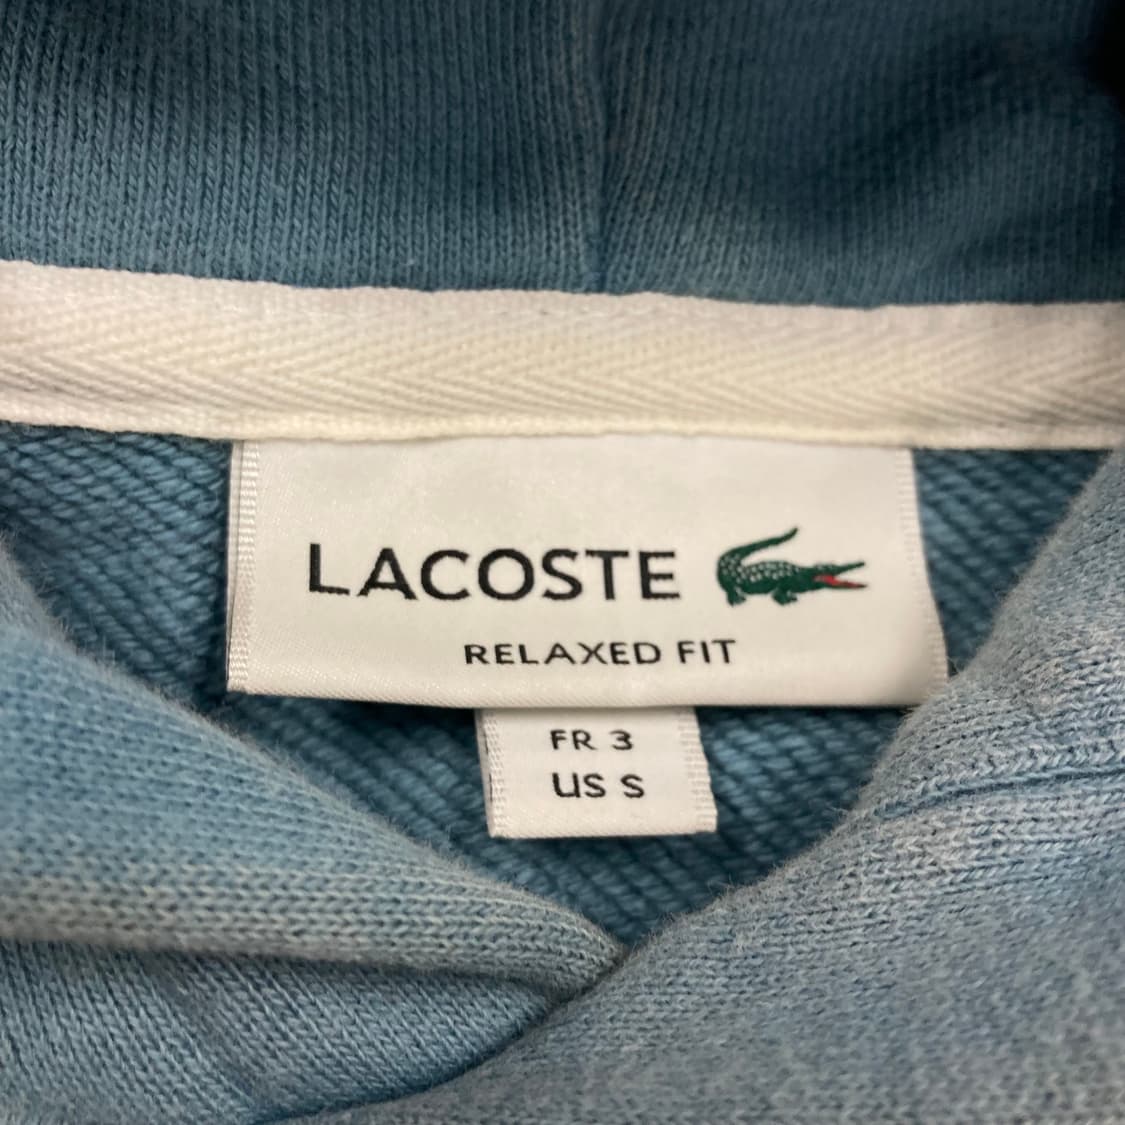 LACOSTE
RELAXED FIT
FR 3
US S